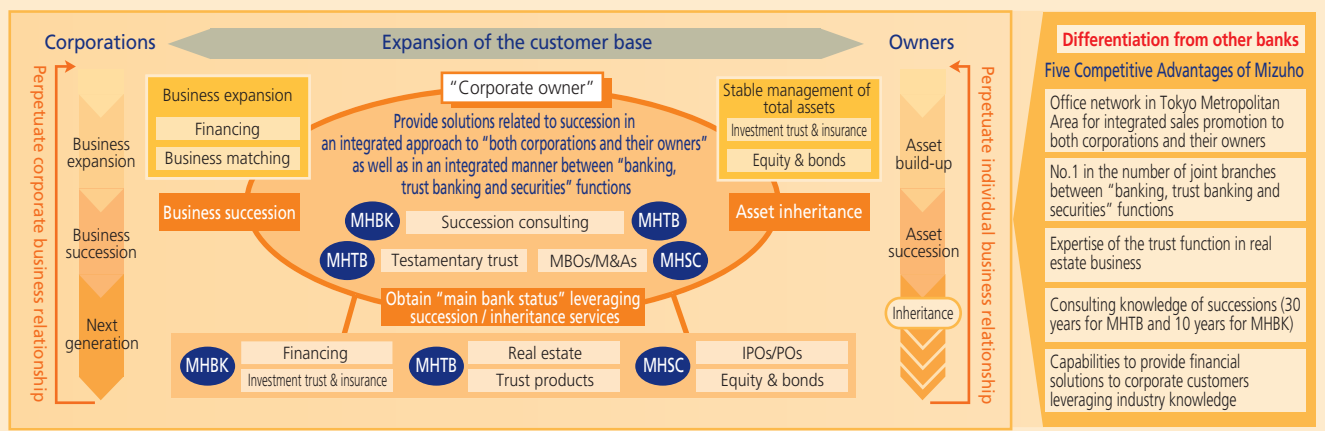 Corporations
Expansion of the customer base
Owners
Perpetuate corporate business relationship
Business
expansion
Business
succession
Next
generation
Business expansion
Financing
Business matching
"Corporate owner"
Provide solutions related to succession in
an integrated approach to "both corporations and their owners"
as well as in an integrated manner between "banking,
trust banking and securities" functions
Stable management of
total assets
Investment trust & insurance
Equity & bonds
Business succession
Asset inheritance
MHBK
Succession consulting
MHTB
MHTB
Testamentary trust
MBOs/M&As
MHSC
Obtain "main bank status" leveraging
succession / inheritance services
MHBK
Financing
Investment trust & insurance
MHTB
Real estate
Trust products
MHSC
IPOs/POs
Equity & bonds
Asset
build-up
Asset
succession
Inheritance
Perpetuate individual business relationship
Differentiation from other banks
Five Competitive Advantages of Mizuho
Office network in Tokyo Metropolitan
Area for integrated sales promotion to
both corporations and their owners
No.1 in the number of joint branches
between "banking, trust banking and
securities" functions
Expertise of the trust function in real
estate business
Consulting knowledge of successions (30
years for MHTB and 10 years for MHBK)
Capabilities to provide financial
solutions to corporate customers
leveraging industry knowledge